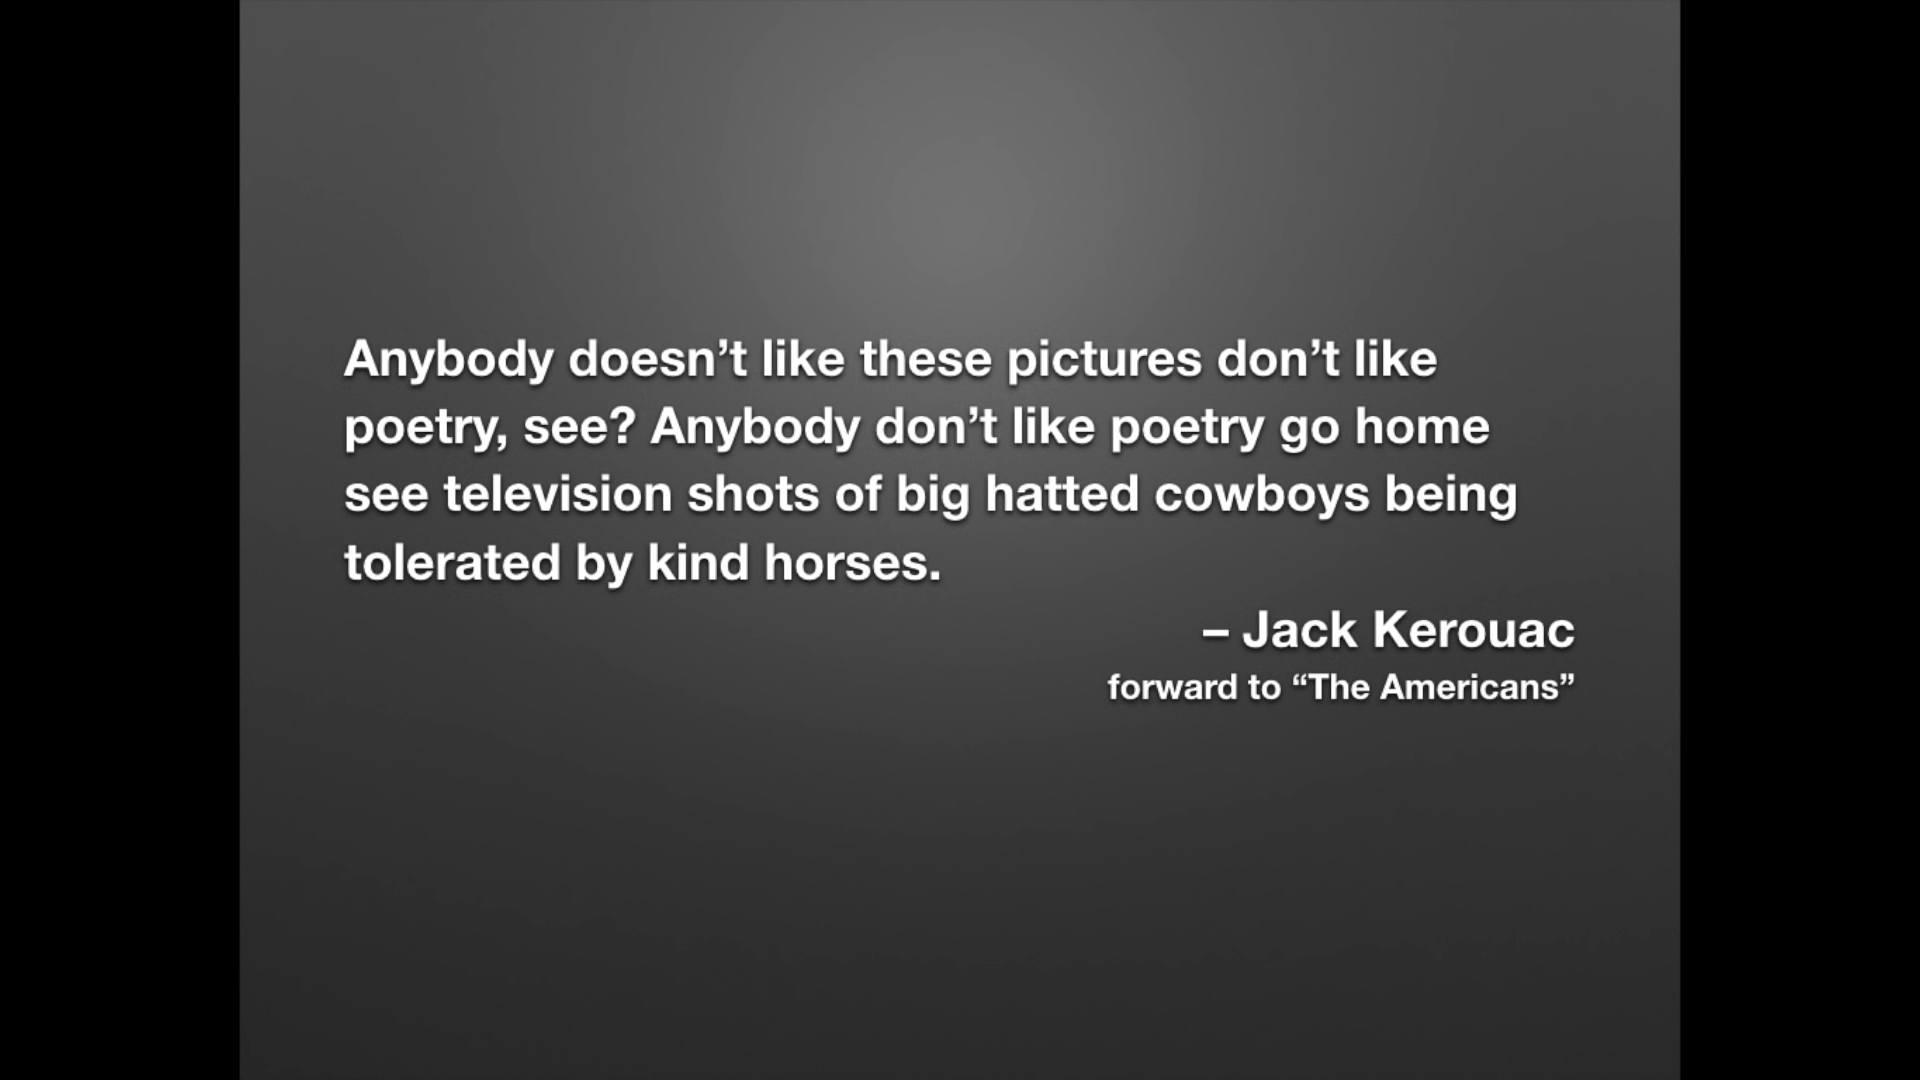 Anybody doesn’t like these pictures don’t like
poetry, see? Anybody don’t like poetry go home
see television shots of big hatted cowboys being
tolerated by kind horses.
– Jack Kerouac
forward to “The Americans”